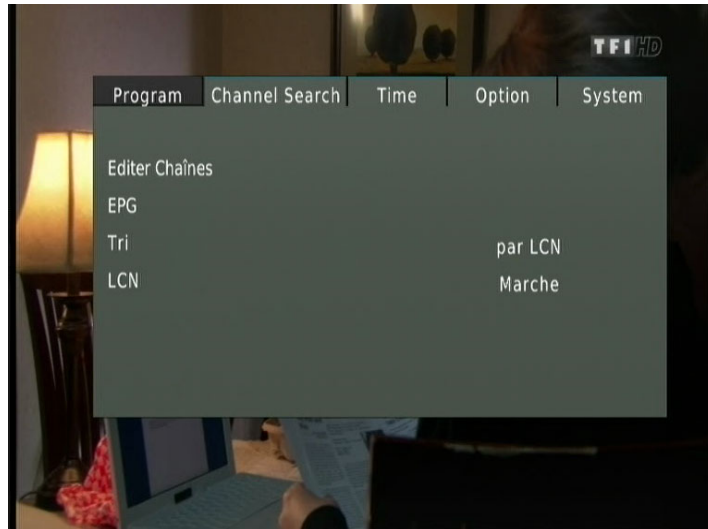 TF1 HD
Program Channel Search Time Option System
Editer Chaînes
EPG
Tri par LCN
LCN Marche